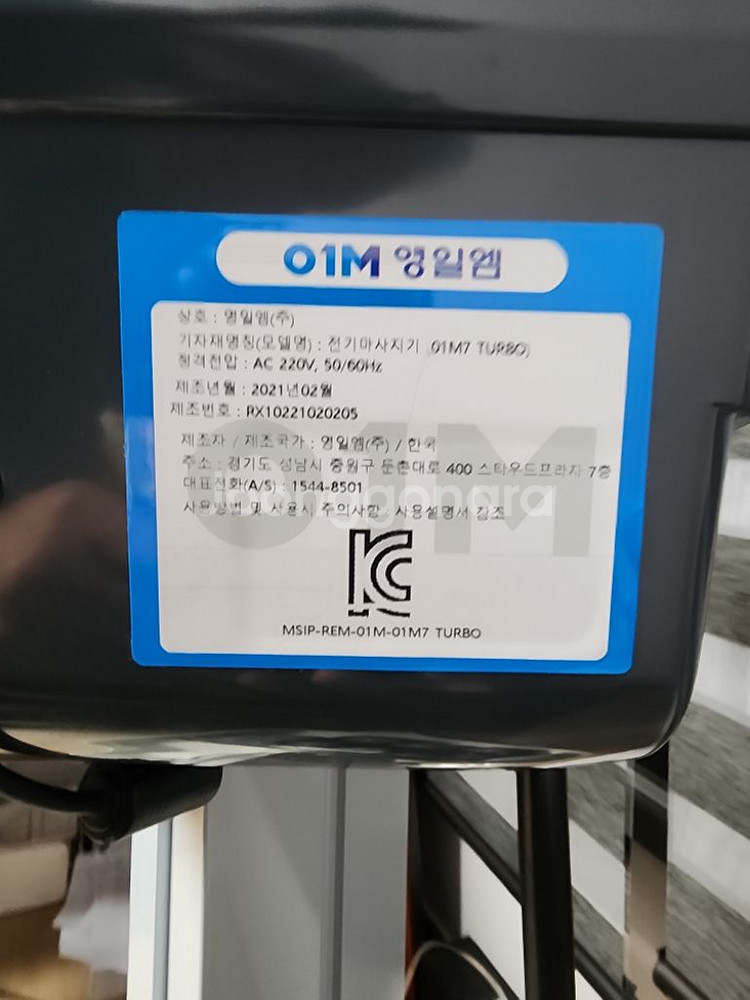 01M 영일엠
상호 : 영일엠(주)
기자재명칭(모델명) : 전기마사지기 (01M7 TURBO)
정격전압 : AC 220V, 50/60Hz
제조년월 : 2021년02월
제조번호 : RX10221020205
제조자 / 제조국가 : 영일엠(주) / 한국
주소 : 경기도 성남시 중원구 둔촌대로 400 스타우드프라자 7층
대표전화(A/S) : 1544-8501
사용방법 및 사용시 주의사항 : 사용설명서 참조
01M
joonggonara
KC
MSIP-REM-01M-01M7 TURBO